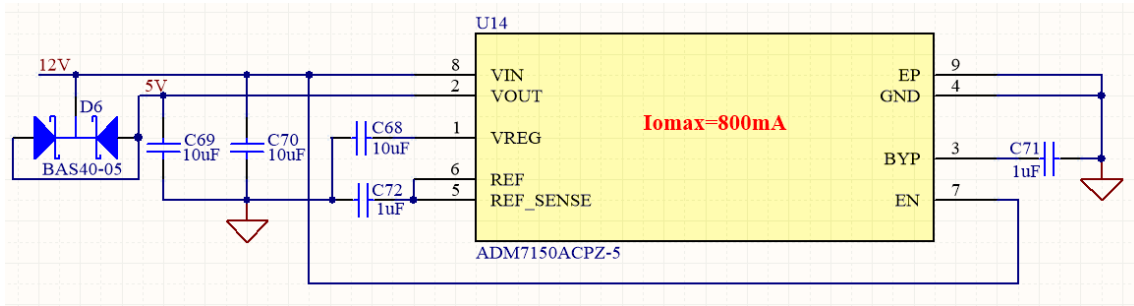 U14
12V
8
VIN
EP
9
5V
2
VOUT
GND
4
D6
Iomax=800mA
C69
10uF
C70
10uF
C68
10uF
1
VREG
BYP
3
C71
1uF
BAS40-05
6
REF
C72
1uF
5
REF_SENSE
EN
7
ADM7150ACPZ-5